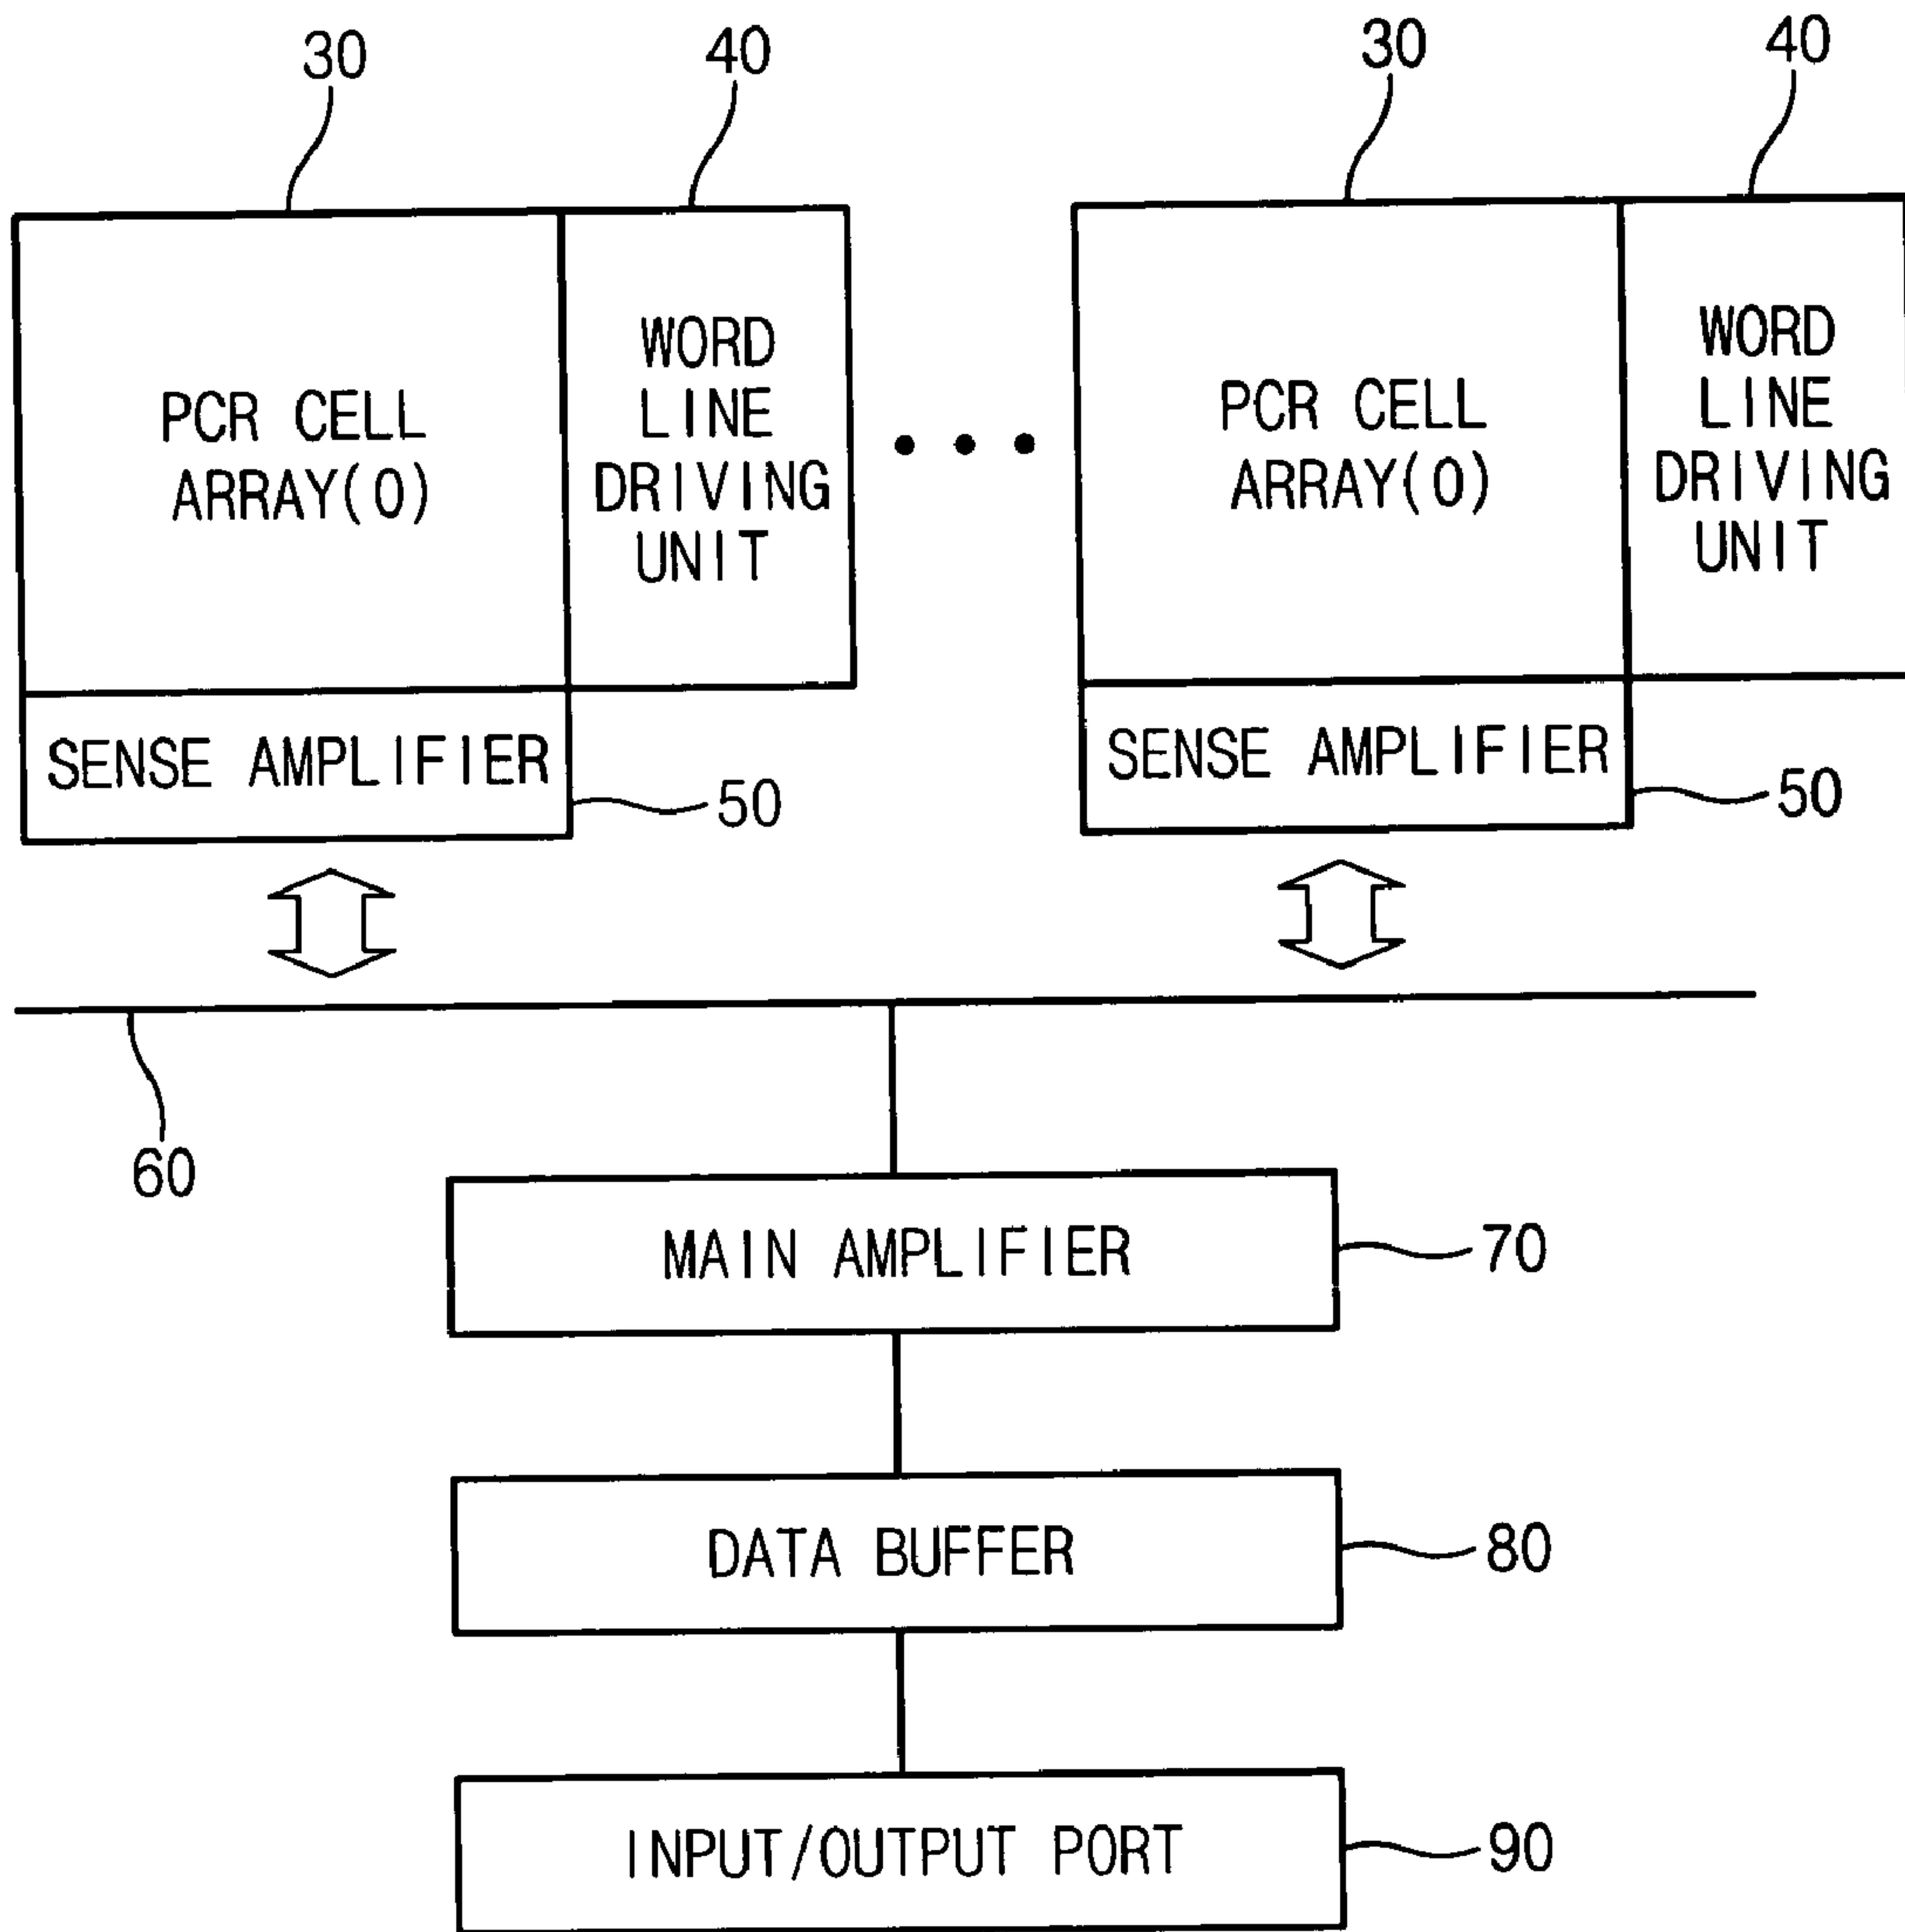 30
40
30
40
PCR CELL
ARRAY(0)
WORD
LINE
DRIVING
UNIT
PCR CELL
ARRAY(0)
WORD
LINE
DRIVING
UNIT
SENSE AMPLIFIER
50
SENSE AMPLIFIER
50
60
MAIN AMPLIFIER
70
DATA BUFFER
80
INPUT/OUTPUT PORT
90